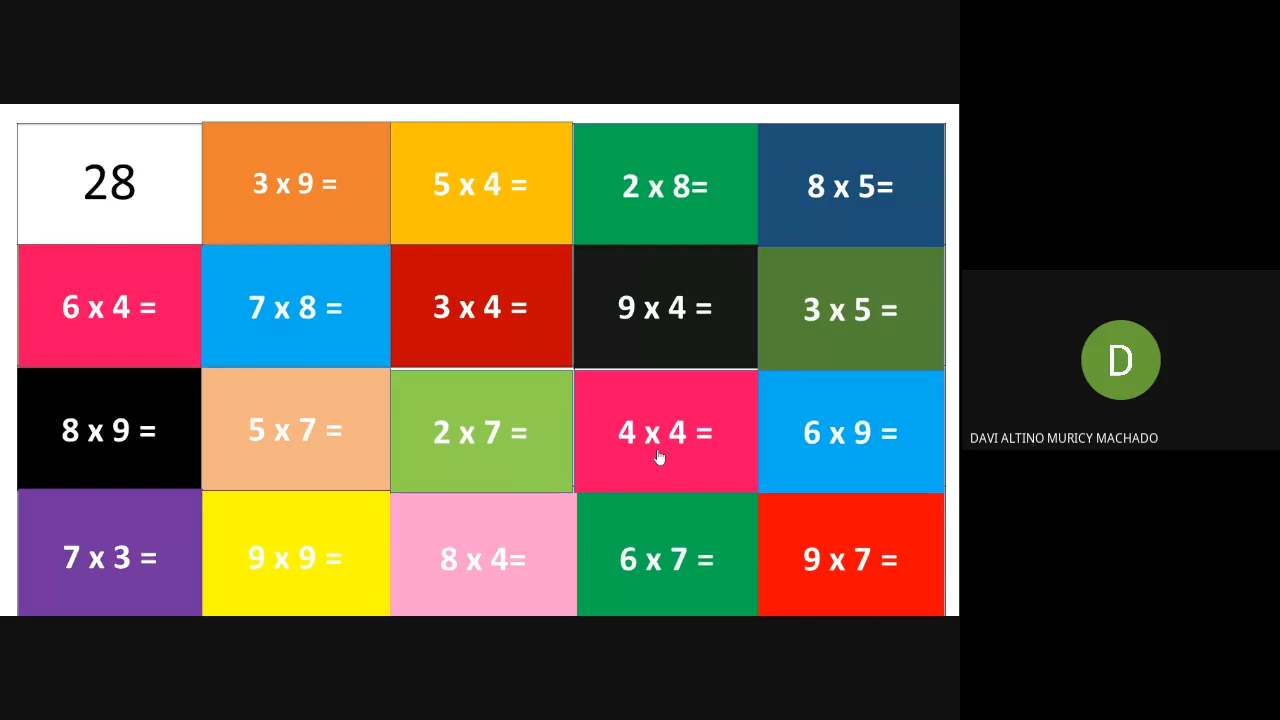 28
3 x 9 =
5 x 4 =
2 x 8=
8 x 5=
6 x 4 =
7 x 8 =
3 x 4 =
9 x 4 =
3 x 5 =
8 x 9 =
5 x 7 =
2 x 7 =
4 x 4 =
6 x 9 =
7 x 3 =
9 x 9 =
8 x 4=
6 x 7 =
9 x 7 =
D
DAVI ALTINO MURICY MACHADO